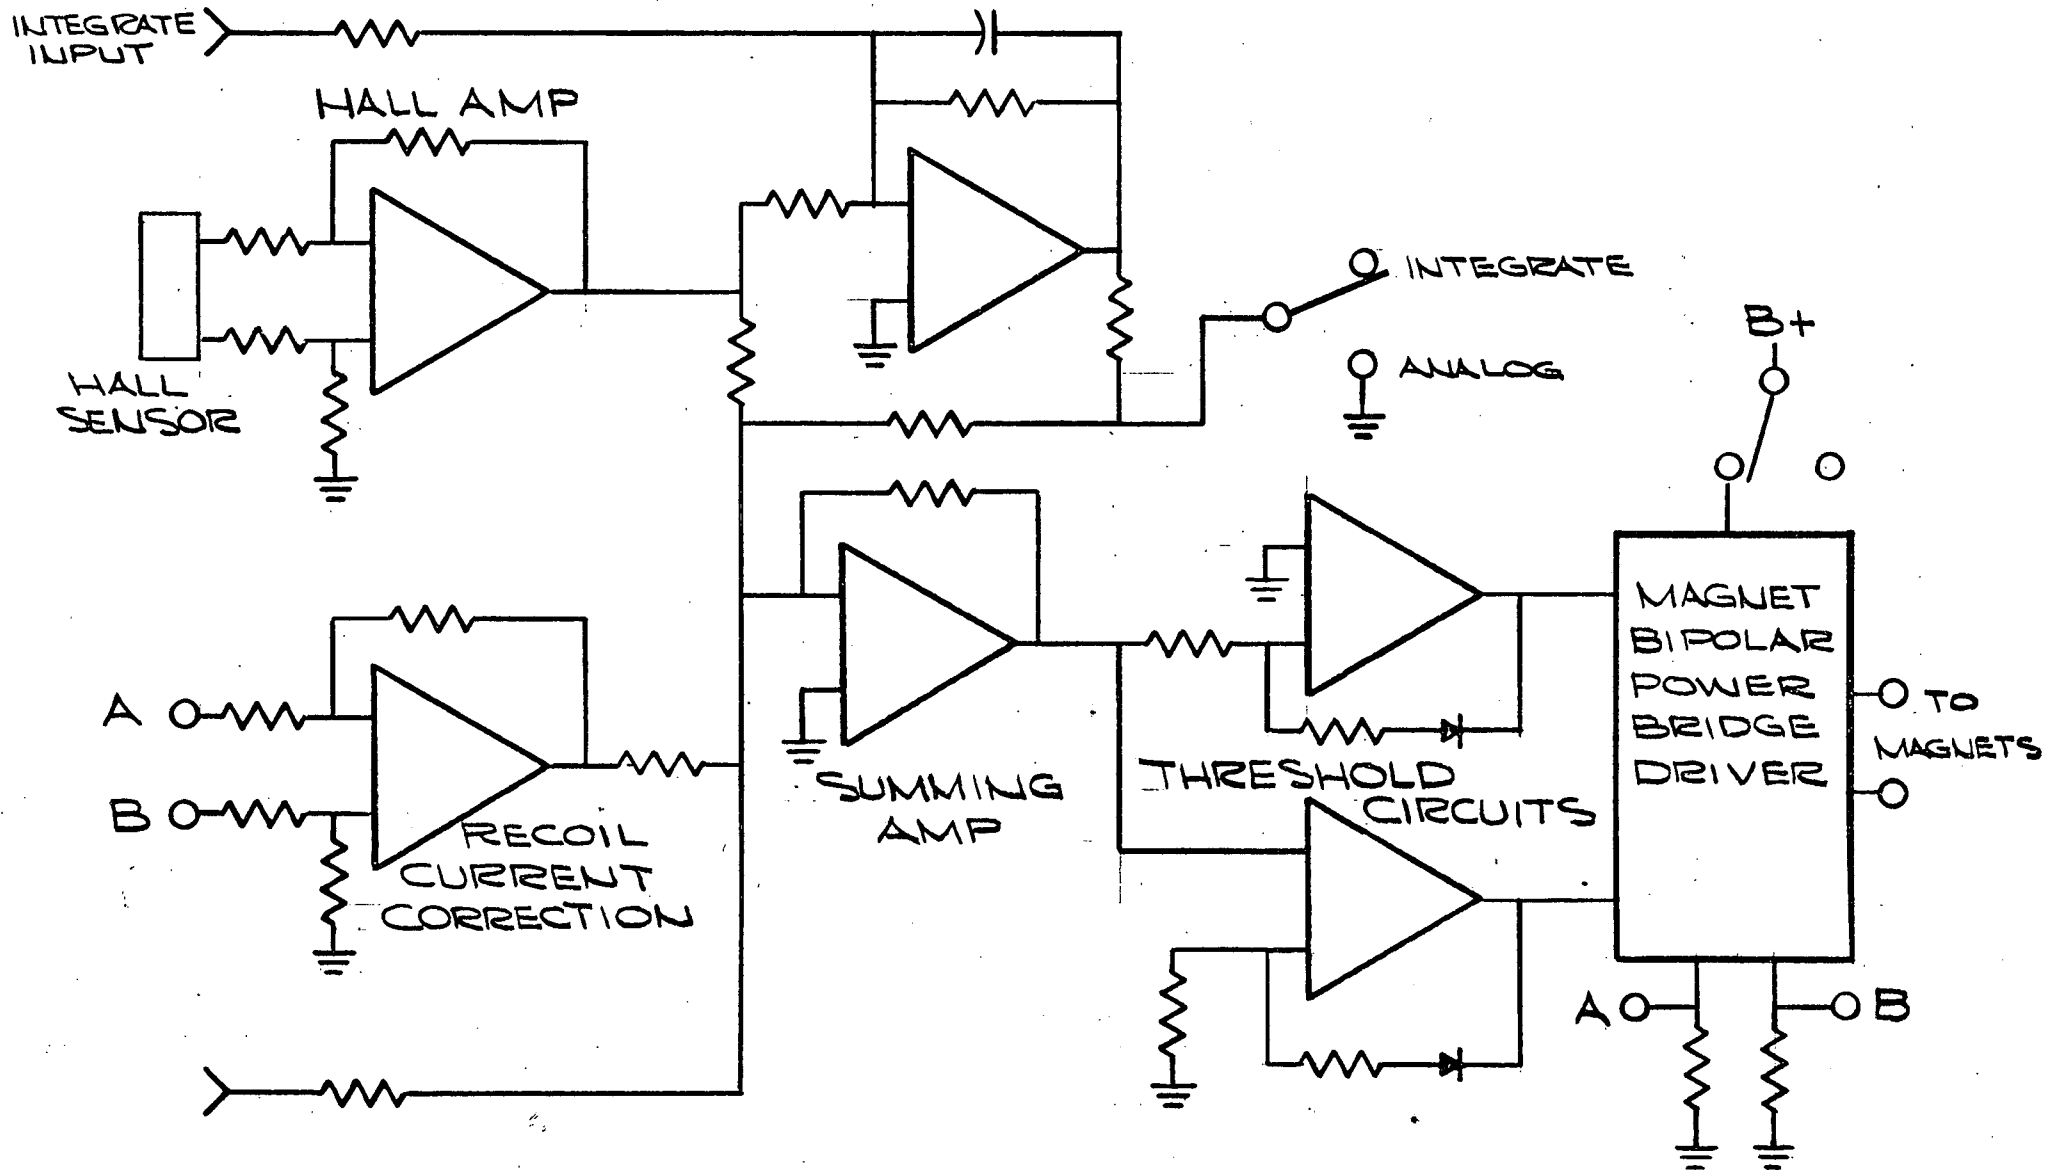 INTEGRATE
INPUT
HALL AMP
HALL
SENSOR
INTEGRATE
ANALOG
B+
A
B
RECOIL
CURRENT
CORRECTION
SUMMING
AMP
THRESHOLD
CIRCUITS
MAGNET
BIPOLAR
POWER
BRIDGE
DRIVER
TO
MAGNETS
A
B